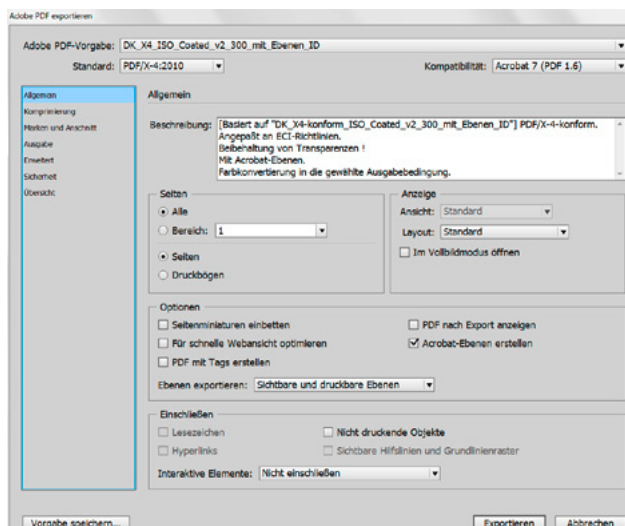 Adobe PDF exportieren
Adobe PDF-Vorgabe: DK_X4_ISO_Coated_v2_300_mit_Ebenen_ID
Standard: PDF/X-4:2010 Kompatibilität: Acrobat 7 (PDF 1.6)
Allgemein
Komprimierung
Marken und Anschnitt
Ausgabe
Erweitert
Sicherheit
Übersicht
Allgemein
Beschreibung: [Basiert auf "DK_X4-konform_ISO_Coated_v2_300_mit_Ebenen_ID"] PDF/X-4-konform.
Angepaßt an ECI-Richtlinien.
Beibehaltung von Transparenzen !
Mit Acrobat-Ebenen.
Farbkonvertierung in die gewählte Ausgabebedingung.
Seiten
Alle
Bereich: 1
Seiten
Druckbögen
Anzeige
Ansicht: Standard
Layout: Standard
Im Vollbildmodus öffnen
Optionen
Seitenminiaturen einbetten
Für schnelle Webansicht optimieren
PDF mit Tags erstellen
PDF nach Export anzeigen
Acrobat-Ebenen erstellen
Ebenen exportieren: Sichtbare und druckbare Ebenen
Einschließen
Lesezeichen
Hyperlinks
Nicht druckende Objekte
Sichtbare Hilfslinien und Grundlinienraster
Interaktive Elemente: Nicht einschließen
Vorgabe speichern... Exportieren Abbrechen